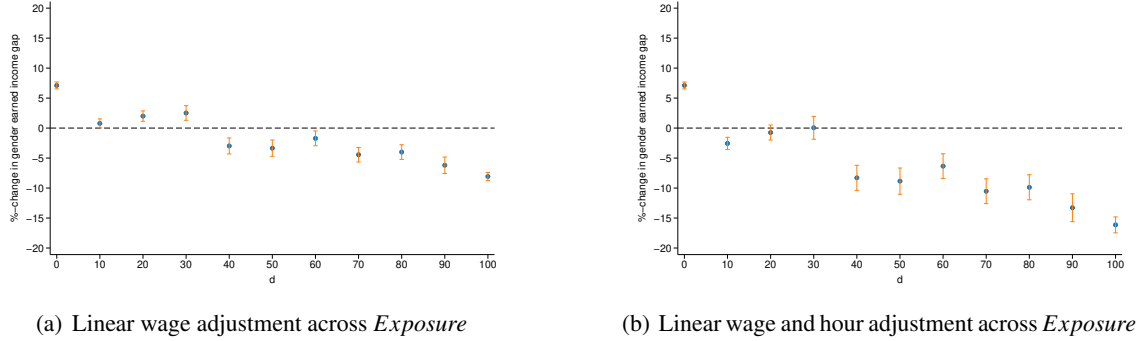 %-change in gender earned income gap
20
15
10
5
0
−5
−10
−15
−20
0 10 20 30 40 50 60 70 80 90 100
d
(a) Linear wage adjustment across Exposure
%-change in gender earned income gap
20
15
10
5
0
−5
−10
−15
−20
0 10 20 30 40 50 60 70 80 90 100
d
(b) Linear wage and hour adjustment across Exposure